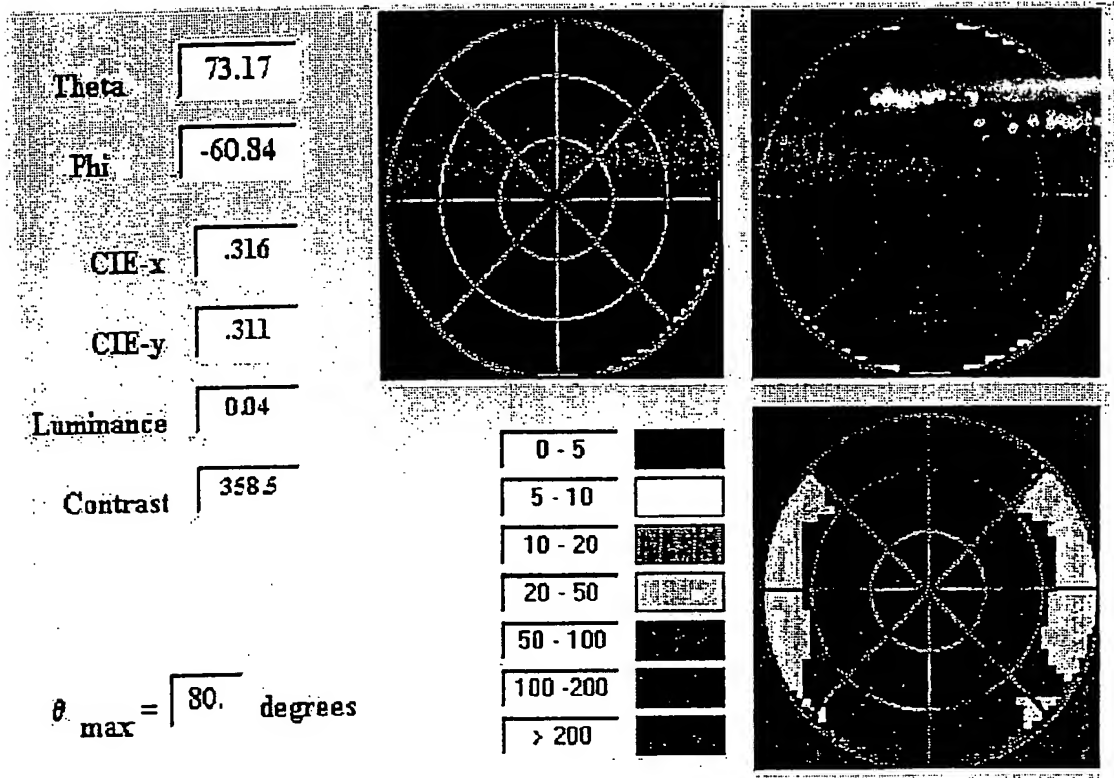 Theta 73.17
Phi -60.84
CIE-x .316
CIE-y .311
Luminance 0.04
Contrast 358.5
0 - 5
5 - 10
10 - 20
20 - 50
50 - 100
100 -200
> 200
θ max = 80. degrees